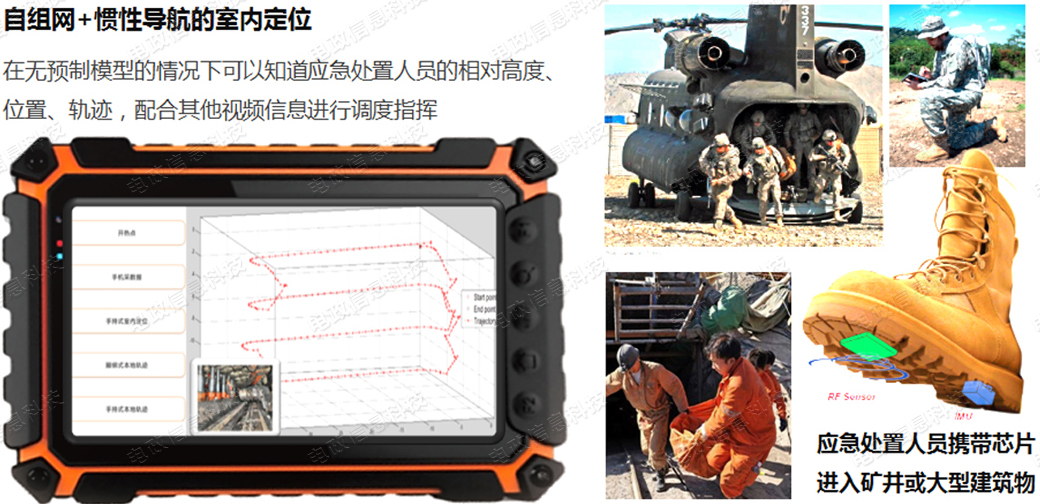 自组网+惯性导航的室内定位
在无预制模型的情况下可以知道应急处置人员的相对高度、
位置、轨迹，配合其他视频信息进行调度指挥
开热点
手机采数据
手持式室内定位
脚绑式本地轨迹
手持式本地轨迹
Start point
End point
Trajectory
337
RF Sensor
IMU
应急处置人员携带芯片
进入矿井或大型建筑物